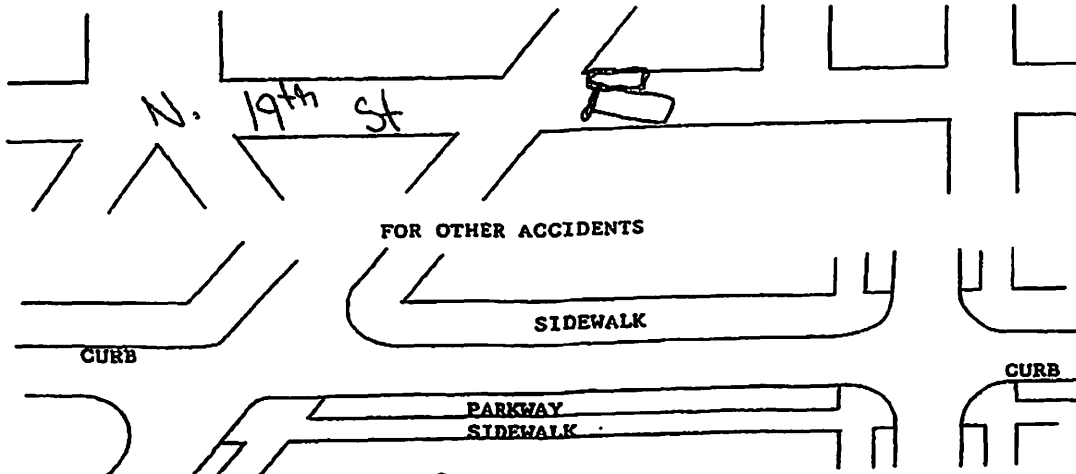 N. 19th St
FOR OTHER ACCIDENTS
SIDEWALK
CURB
CURB
PARKWAY
SIDEWALK